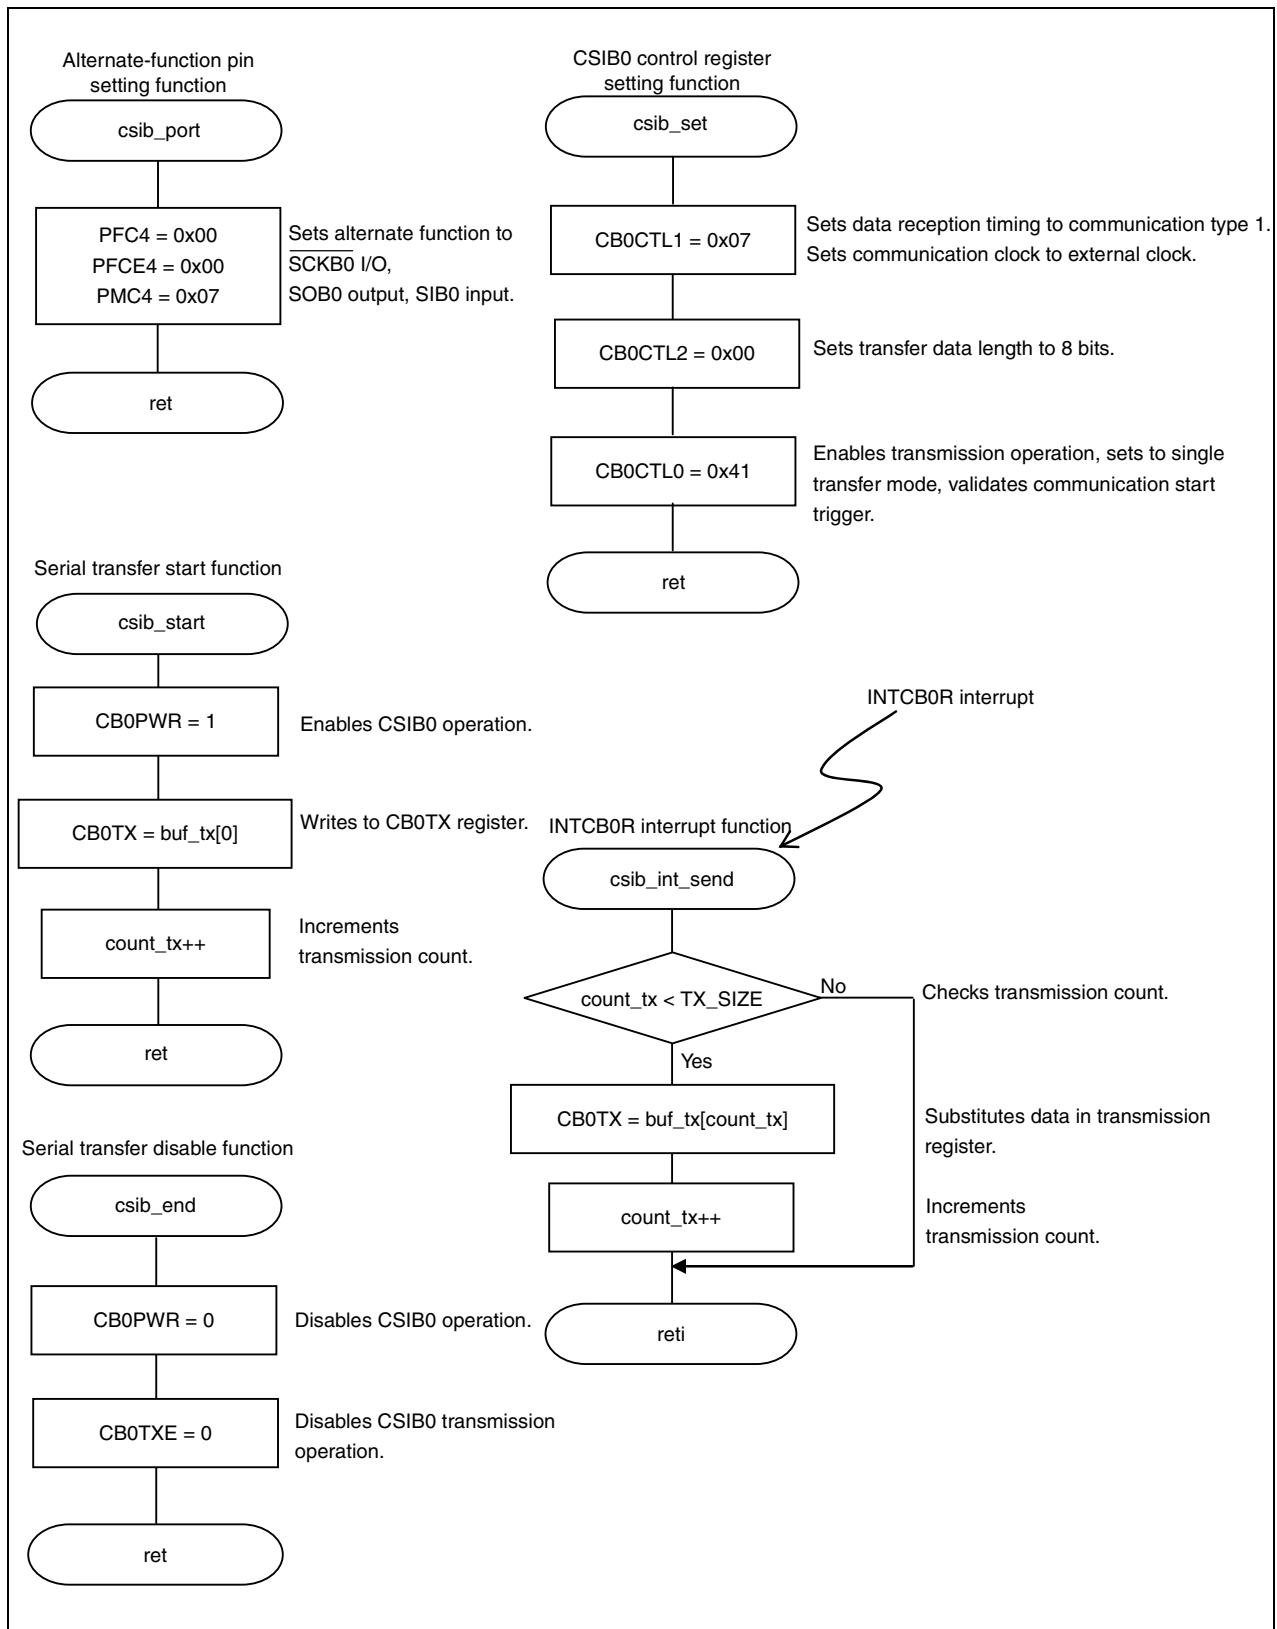 Alternate-function pin
setting function
csib_port
PFC4 = 0x00
PFCE4 = 0x00
PMC4 = 0x07
Sets alternate function to
SCKB0 I/O,
SOB0 output, SIB0 input.
ret
CSIB0 control register
setting function
csib_set
CB0CTL1 = 0x07
Sets data reception timing to communication type 1.
Sets communication clock to external clock.
CB0CTL2 = 0x00
Sets transfer data length to 8 bits.
CB0CTL0 = 0x41
Enables transmission operation, sets to single
transfer mode, validates communication start
trigger.
ret
Serial transfer start function
csib_start
CB0PWR = 1
Enables CSIB0 operation.
CB0TX = buf_tx[0]
Writes to CB0TX register.
count_tx++
Increments
transmission count.
ret
INTCB0R interrupt
INTCB0R interrupt function
csib_int_send
count_tx < TX_SIZE
No
Checks transmission count.
Yes
CB0TX = buf_tx[count_tx]
Substitutes data in transmission
register.
count_tx++
Increments
transmission count.
reti
Serial transfer disable function
csib_end
CB0PWR = 0
Disables CSIB0 operation.
CB0TXE = 0
Disables CSIB0 transmission
operation.
ret